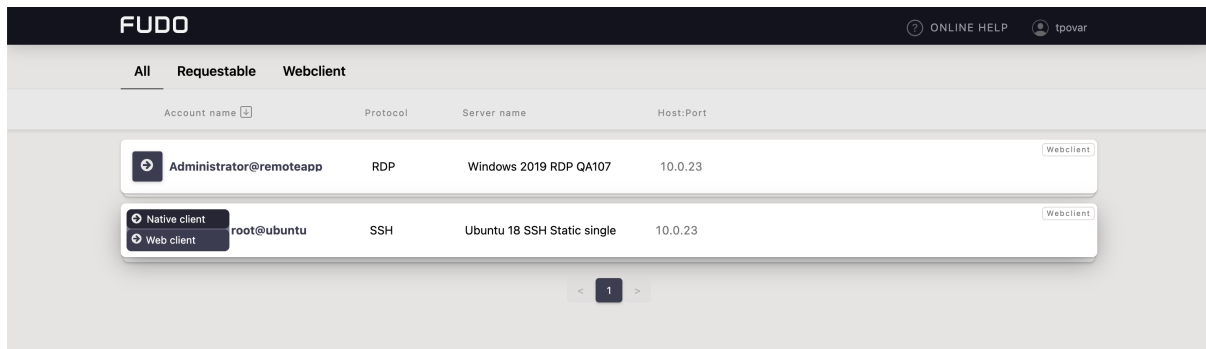 FUDO
? ONLINE HELP tpovar
All Requestable Webclient
Account name Protocol Server name Host:Port
Webclient
Administrator@remoteapp RDP Windows 2019 RDP QA107 10.0.23
Webclient
Native client
root@ubuntu SSH Ubuntu 18 SSH Static single 10.0.23
Web client
< 1 >